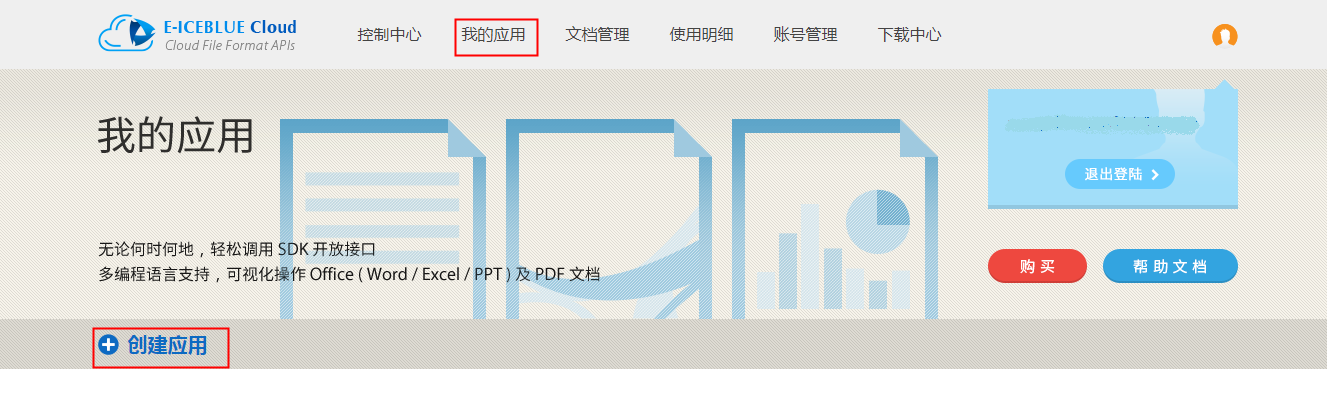 E-ICEBLUE Cloud
Cloud File Format APIs
控制中心 我的应用 文档管理 使用明细 账号管理 下载中心
我的应用
退出登陆
无论何时何地，轻松调用 SDK 开放接口
多编程语言支持，可视化操作 Office ( Word / Excel / PPT ) 及 PDF 文档
购买 帮助文档
创建应用